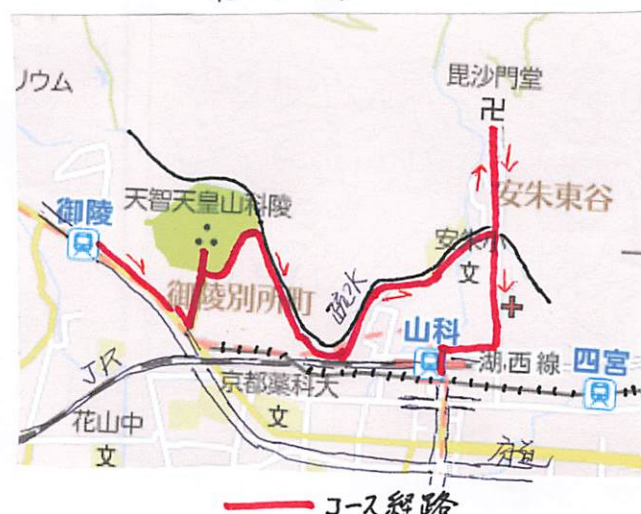 リウム
毘沙門堂
卍
天智天皇山科陵
安朱東谷
御陵
安朱小
文
御陵別所町
疏水
山科
湖西線
四宮
JR
京都薬科大
文
花山中
文
府道
コース経路